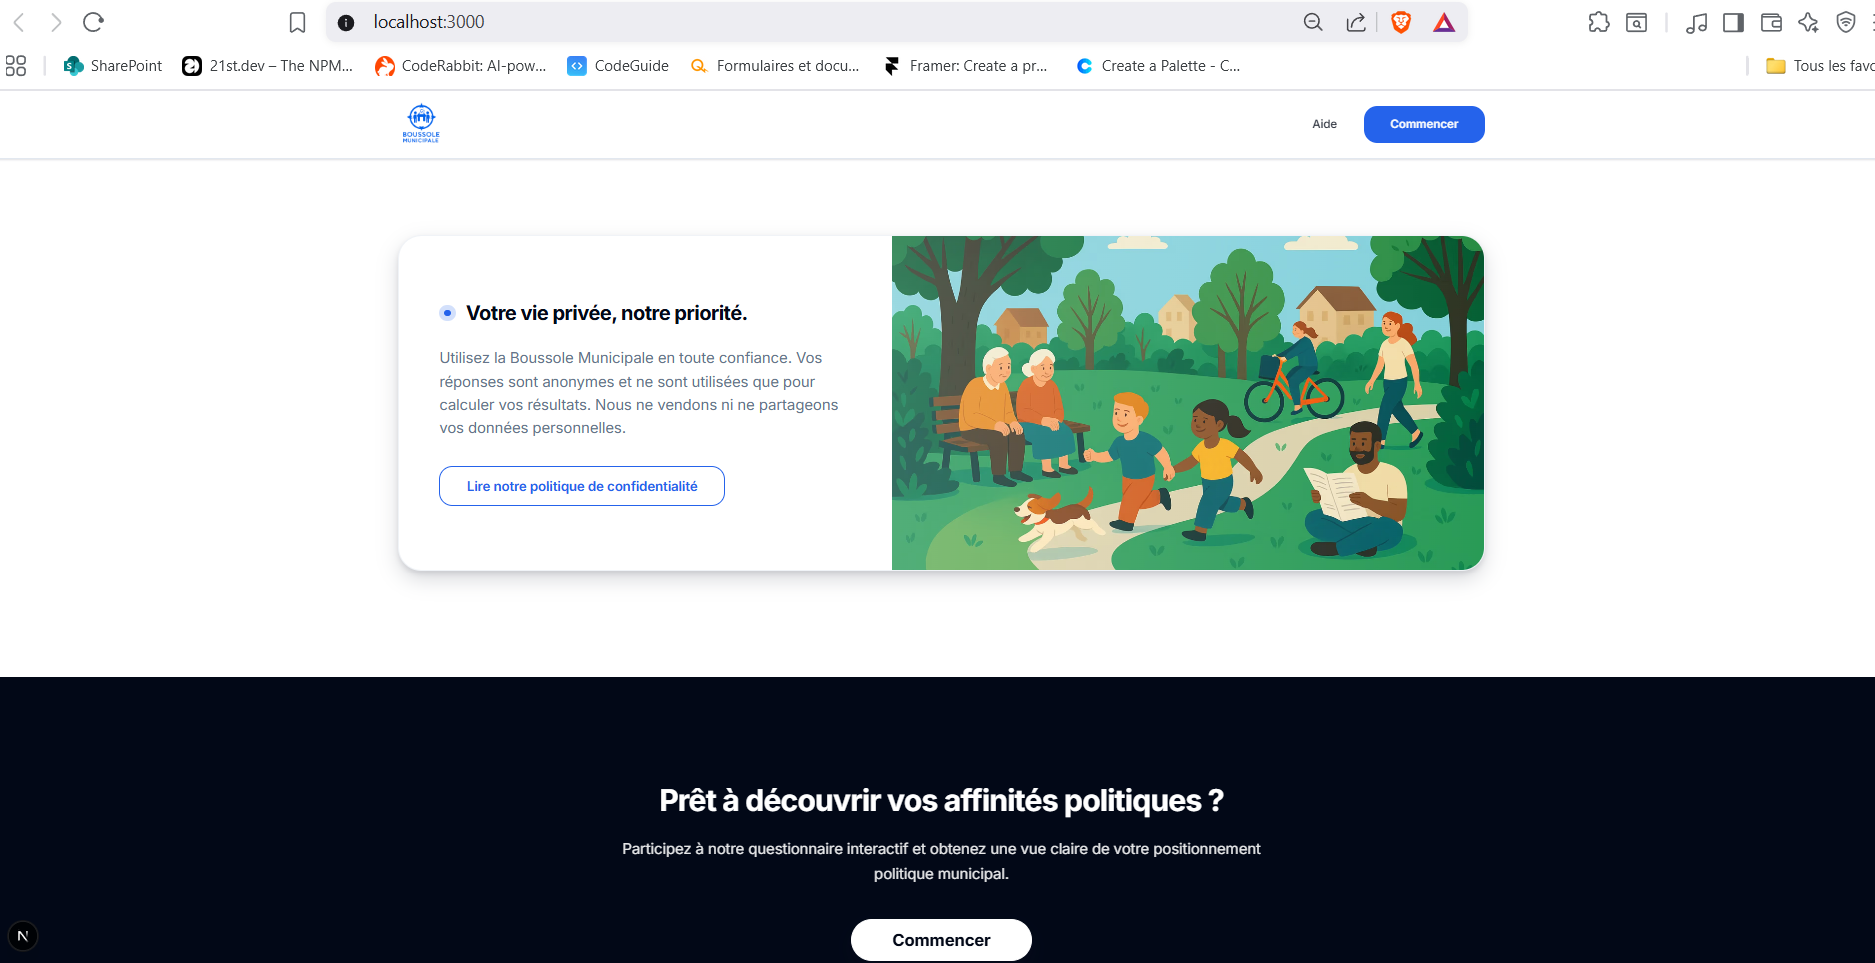 localhost:3000
SharePoint
21st.dev – The NPM...
CodeRabbit: AI-pow...
CodeGuide
Formulaires et docu...
Framer: Create a pr...
Create a Palette - C...
Tous les favo
BOUSSOLE
MUNICIPALE
Aide
Commencer
Votre vie privée, notre priorité.
Utilisez la Boussole Municipale en toute confiance. Vos
réponses sont anonymes et ne sont utilisées que pour
calculer vos résultats. Nous ne vendons ni ne partageons
vos données personnelles.
Lire notre politique de confidentialité
Prêt à découvrir vos affinités politiques ?
Participez à notre questionnaire interactif et obtenez une vue claire de votre positionnement
politique municipal.
Commencer
N